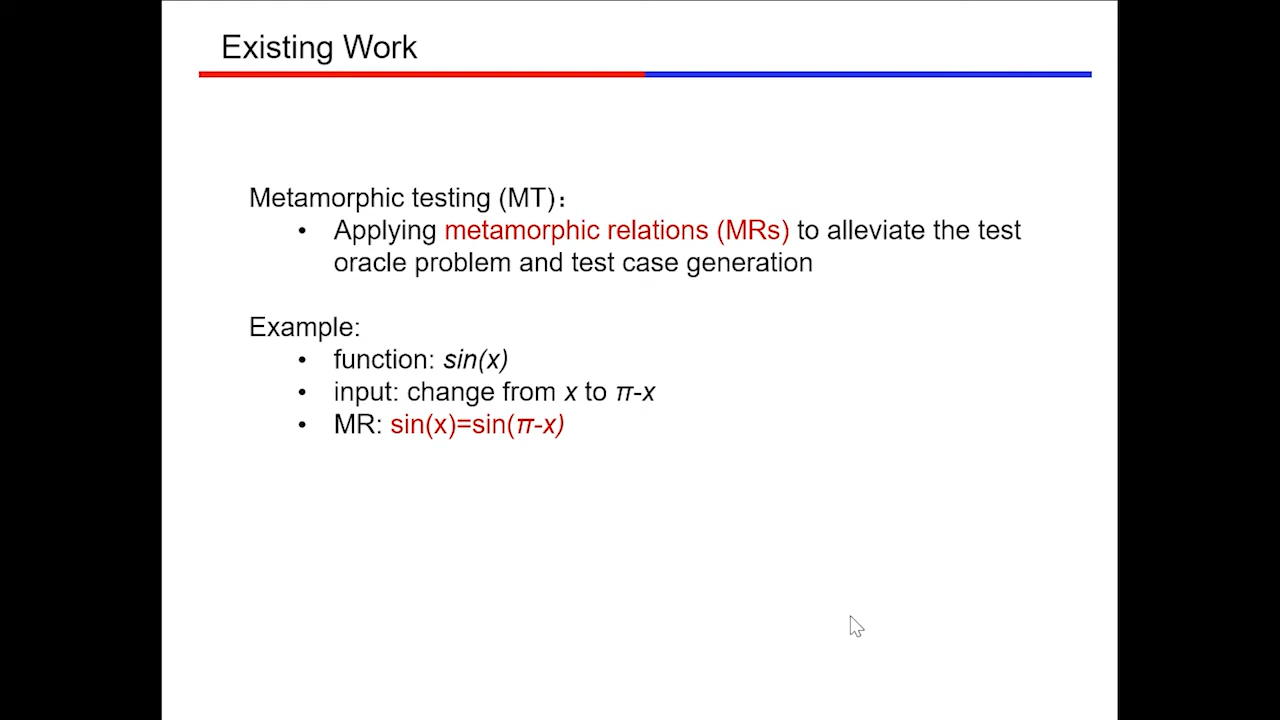 Existing Work
Metamorphic testing (MT)：
• Applying metamorphic relations (MRs) to alleviate the test
oracle problem and test case generation
Example:
• function: sin(x)
• input: change from x to π-x
• MR: sin(x)=sin(π-x)